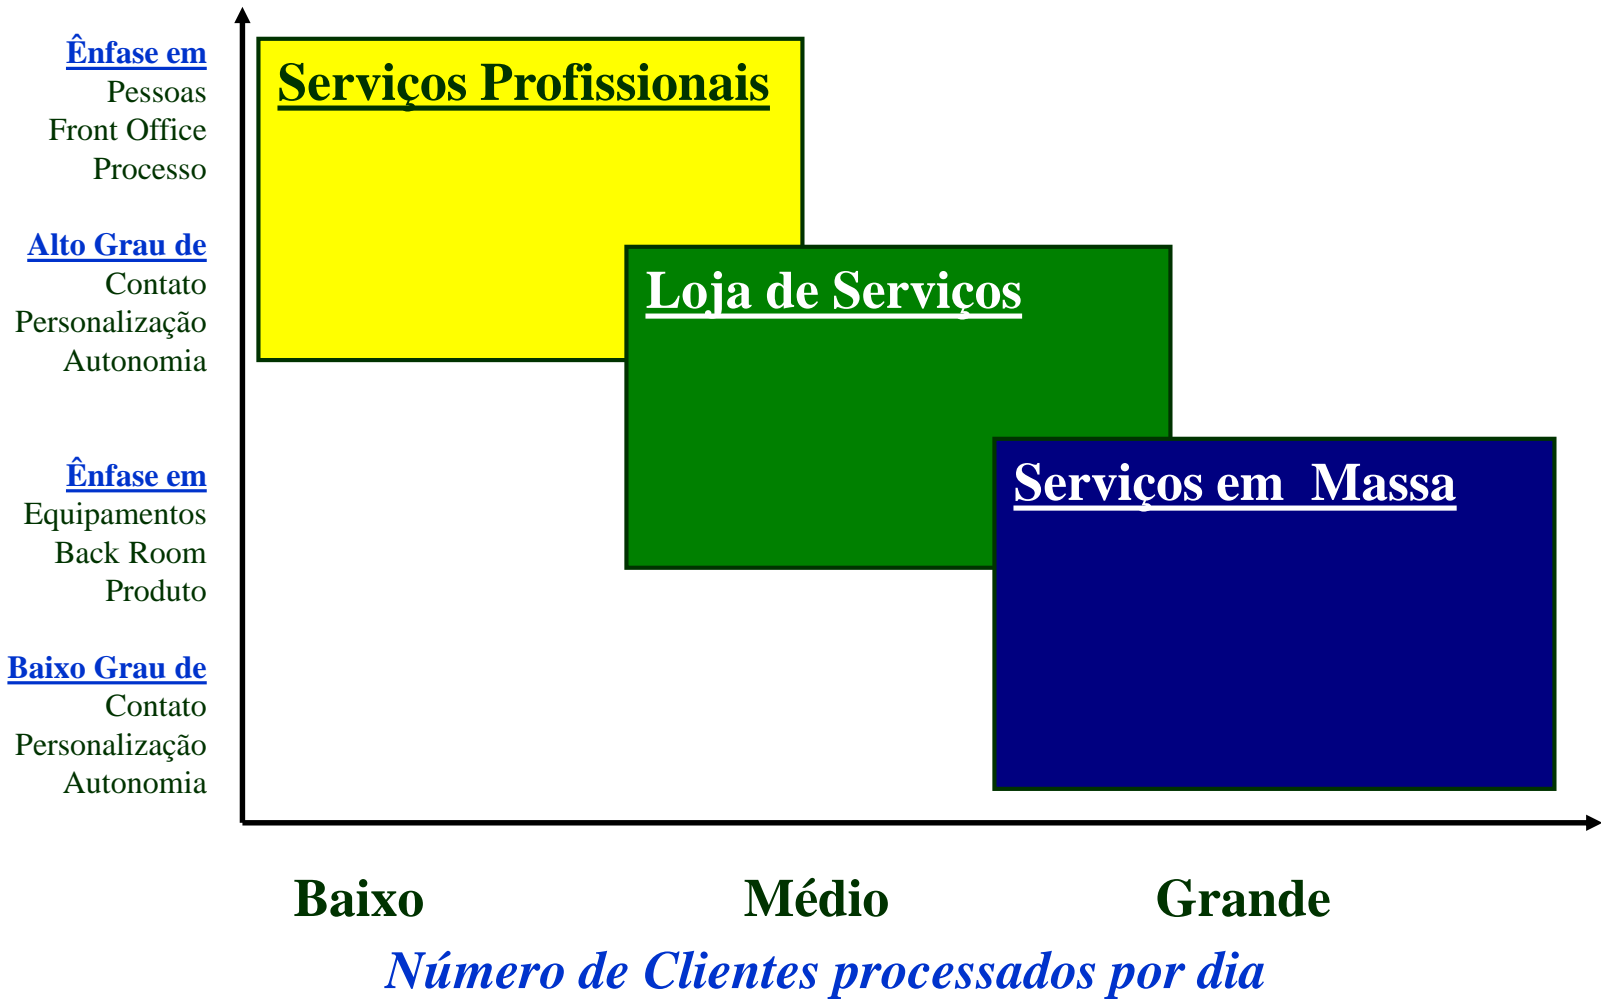 Ênfase em
Pessoas
Front Office
Processo
Alto Grau de
Contato
Personalização
Autonomia
Ênfase em
Equipamentos
Back Room
Produto
Baixo Grau de
Contato
Personalização
Autonomia
Serviços Profissionais
Loja de Serviços
Serviços em  Massa
Baixo
Médio
Grande
Número de Clientes processados por dia